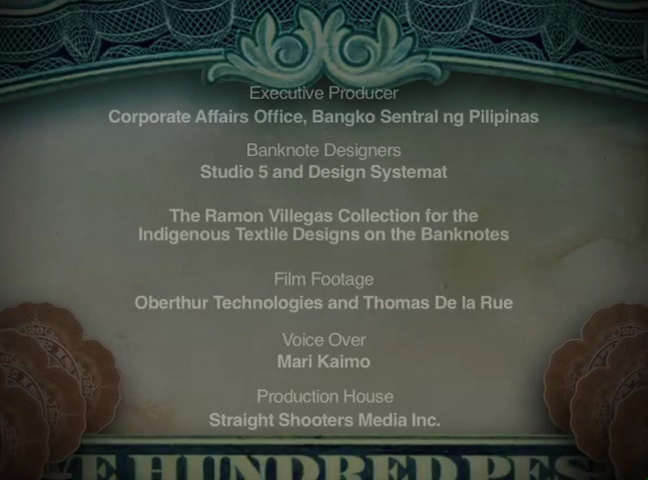 Executive Producer
Corporate Affairs Office, Bangko Sentral ng Pilipinas
Banknote Designers
Studio 5 and Design Systemat
The Ramon Villegas Collection for the
Indigenous Textile Designs on the Banknotes
Film Footage
Oberthur Technologies and Thomas De la Rue
Voice Over
Mari Kaimo
Production House
Straight Shooters Media Inc.
E HUNDRED PES